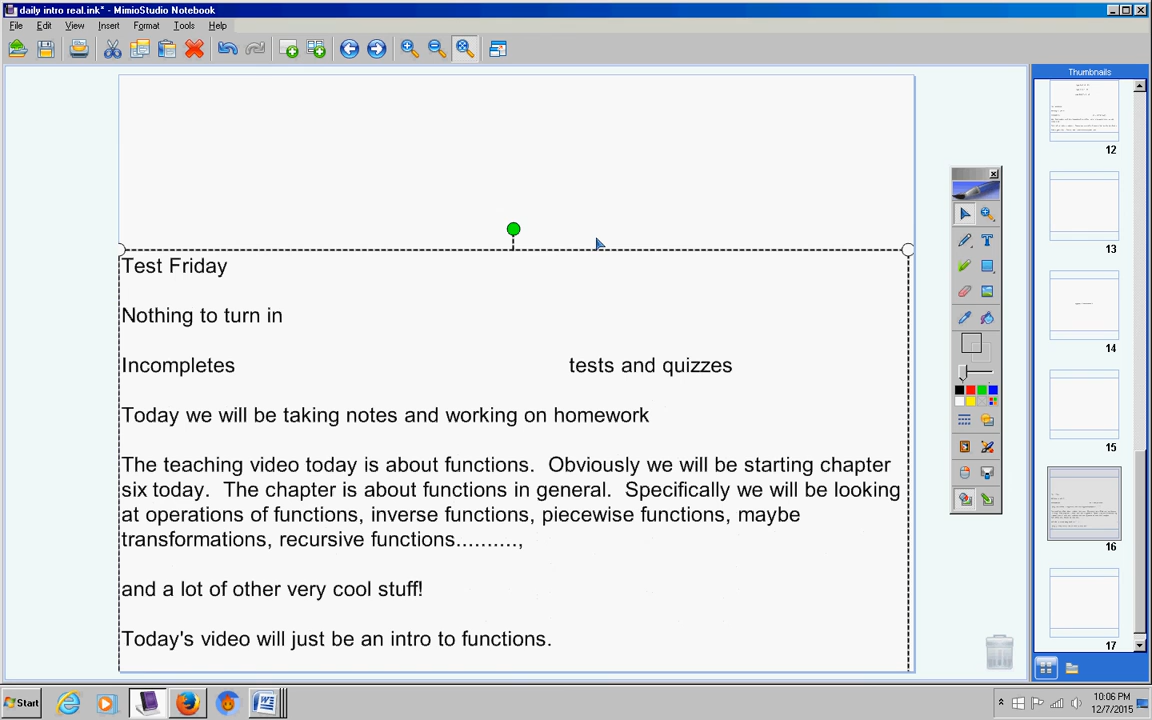 daily intro real.ink* - MimioStudio Notebook
File Edit View Insert Format Tools Help
Thumbnails
12
13
14
15
16
17
Test Friday
Nothing to turn in
Incompletes tests and quizzes
Today we will be taking notes and working on homework
The teaching video today is about functions. Obviously we will be starting chapter
six today. The chapter is about functions in general. Specifically we will be looking
at operations of functions, inverse functions, piecewise functions, maybe
transformations, recursive functions..........,
and a lot of other very cool stuff!
Today's video will just be an intro to functions.
Start
10:06 PM
12/7/2015